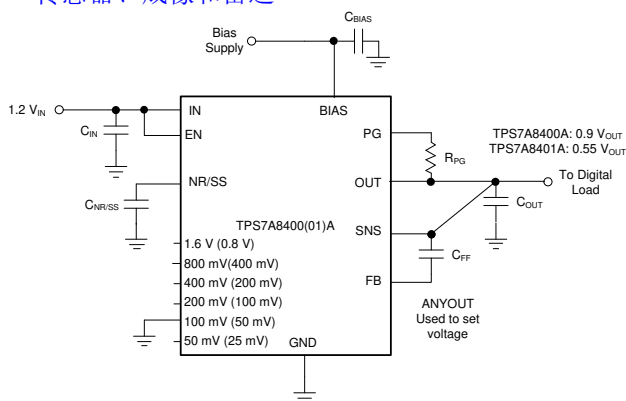 Bias
Supply
C_BIAS
1.2 V_IN
C_IN
IN
EN
BIAS
PG
R_PG
TPS7A8400A: 0.9 V_OUT
TPS7A8401A: 0.55 V_OUT
NR/SS
C_NR/SS
OUT
To Digital
Load
C_OUT
TPS7A8400(01)A
SNS
C_FF
FB
1.6 V (0.8 V)
800 mV(400 mV)
400 mV (200 mV)
200 mV (100 mV)
100 mV (50 mV)
50 mV (25 mV)
GND
ANYOUT
Used to set
voltage